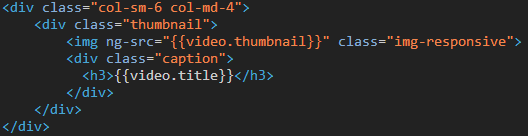 <div class="col-sm-6 col-md-4">
<div class="thumbnail">
<img ng-src="{{video.thumbnail}}" class="img-responsive">
<div class="caption">
<h3>{{video.title}}</h3>
</div>
</div>
</div>